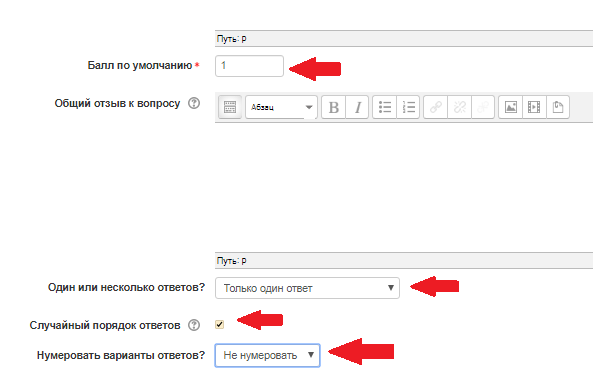 Путь: p
Балл по умолчанию * 1
Общий отзыв к вопросу Абзац B I
Путь: p
Один или несколько ответов? Только один ответ
Случайный порядок ответов
Нумеровать варианты ответов? Не нумеровать